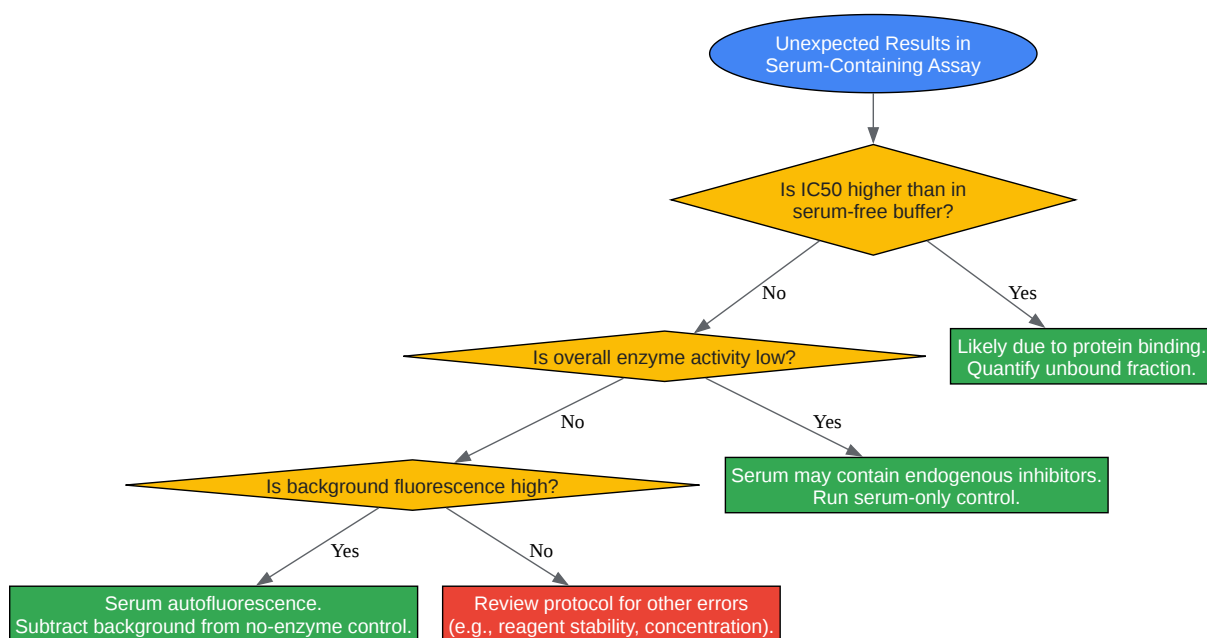 Unexpected Results in
Serum-Containing Assay
Is IC50 higher than in
serum-free buffer?
No
Yes
Is overall enzyme activity low?
Likely due to protein binding.
Quantify unbound fraction.
No
Yes
Is background fluorescence high?
Serum may contain endogenous inhibitors.
Run serum-only control.
Yes
No
Serum autofluorescence.
Subtract background from no-enzyme control.
Review protocol for other errors
(e.g., reagent stability, concentration).